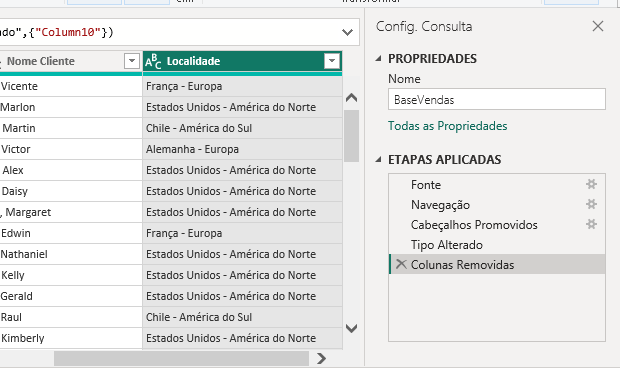 ado",{"Column10"})
Nome Cliente
ABC Localidade
Vicente França - Europa
Marlon Estados Unidos - América do Norte
Martin Chile - América do Sul
Victor Alemanha - Europa
Alex Estados Unidos - América do Norte
Daisy Estados Unidos - América do Norte
, Margaret Estados Unidos - América do Norte
Edwin França - Europa
Nathaniel Estados Unidos - América do Norte
Kelly Estados Unidos - América do Norte
Gerald Estados Unidos - América do Norte
Raul Chile - América do Sul
Kimberly Estados Unidos - América do Norte
Config. Consulta
PROPRIEDADES
Nome
BaseVendas
Todas as Propriedades
ETAPAS APLICADAS
Fonte
Navegação
Cabeçalhos Promovidos
Tipo Alterado
Colunas Removidas